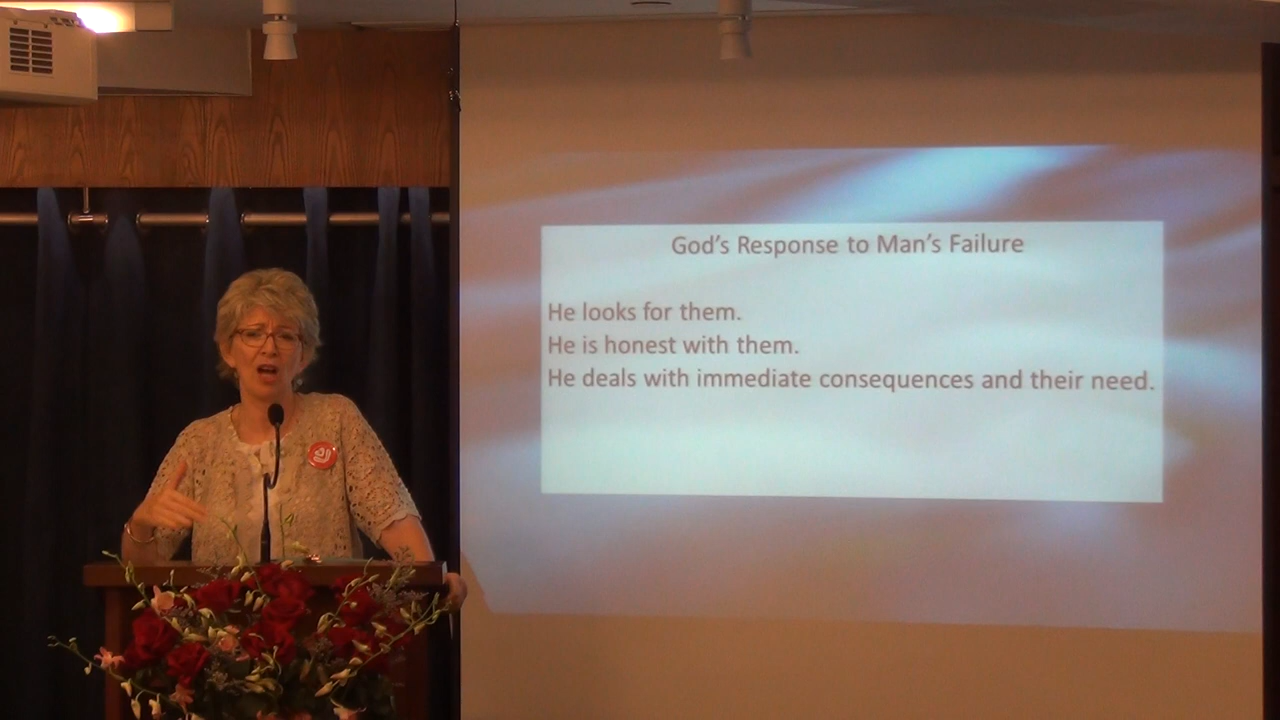 God’s Response to Man’s Failure
He looks for them.
He is honest with them.
He deals with immediate consequences and their need.